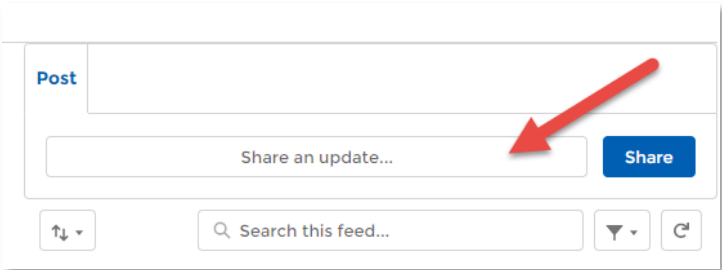 Post
Share an update...
Share
Search this feed...